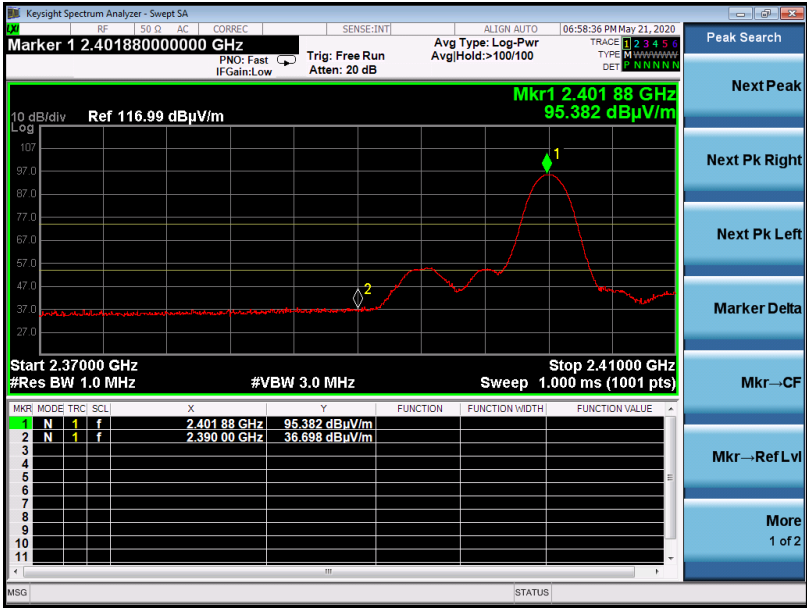 Keysight Spectrum Analyzer - Swept SA
LXI RF 50 Ω AC CORREC SENSE:INT ALIGN AUTO 06:58:36 PM May 21, 2020
Marker 1 2.401880000000 GHz
PNO: Fast
IFGain:Low
Trig: Free Run
Atten: 20 dB
Avg Type: Log-Pwr
Avg|Hold:>100/100
TRACE 1 2 3 4 5 6
TYPE M WWWWW
DET P N N N N N
Mkr1 2.401 88 GHz
95.382 dBµV/m
10 dB/div Ref 116.99 dBµV/m
Log
107
97.0
87.0
77.0
67.0
57.0
47.0
37.0
27.0
1
2
Start 2.37000 GHz Stop 2.41000 GHz
#Res BW 1.0 MHz #VBW 3.0 MHz Sweep 1.000 ms (1001 pts)
MKR MODE TRC SCL X Y FUNCTION FUNCTION WIDTH FUNCTION VALUE
1 N 1 f 2.401 88 GHz 95.382 dBµV/m
2 N 1 f 2.390 00 GHz 36.698 dBµV/m
3
4
5
6
7
8
9
10
11
MSG STATUS
Peak Search
Next Peak
Next Pk Right
Next Pk Left
Marker Delta
Mkr→CF
Mkr→Ref Lvl
More
1 of 2